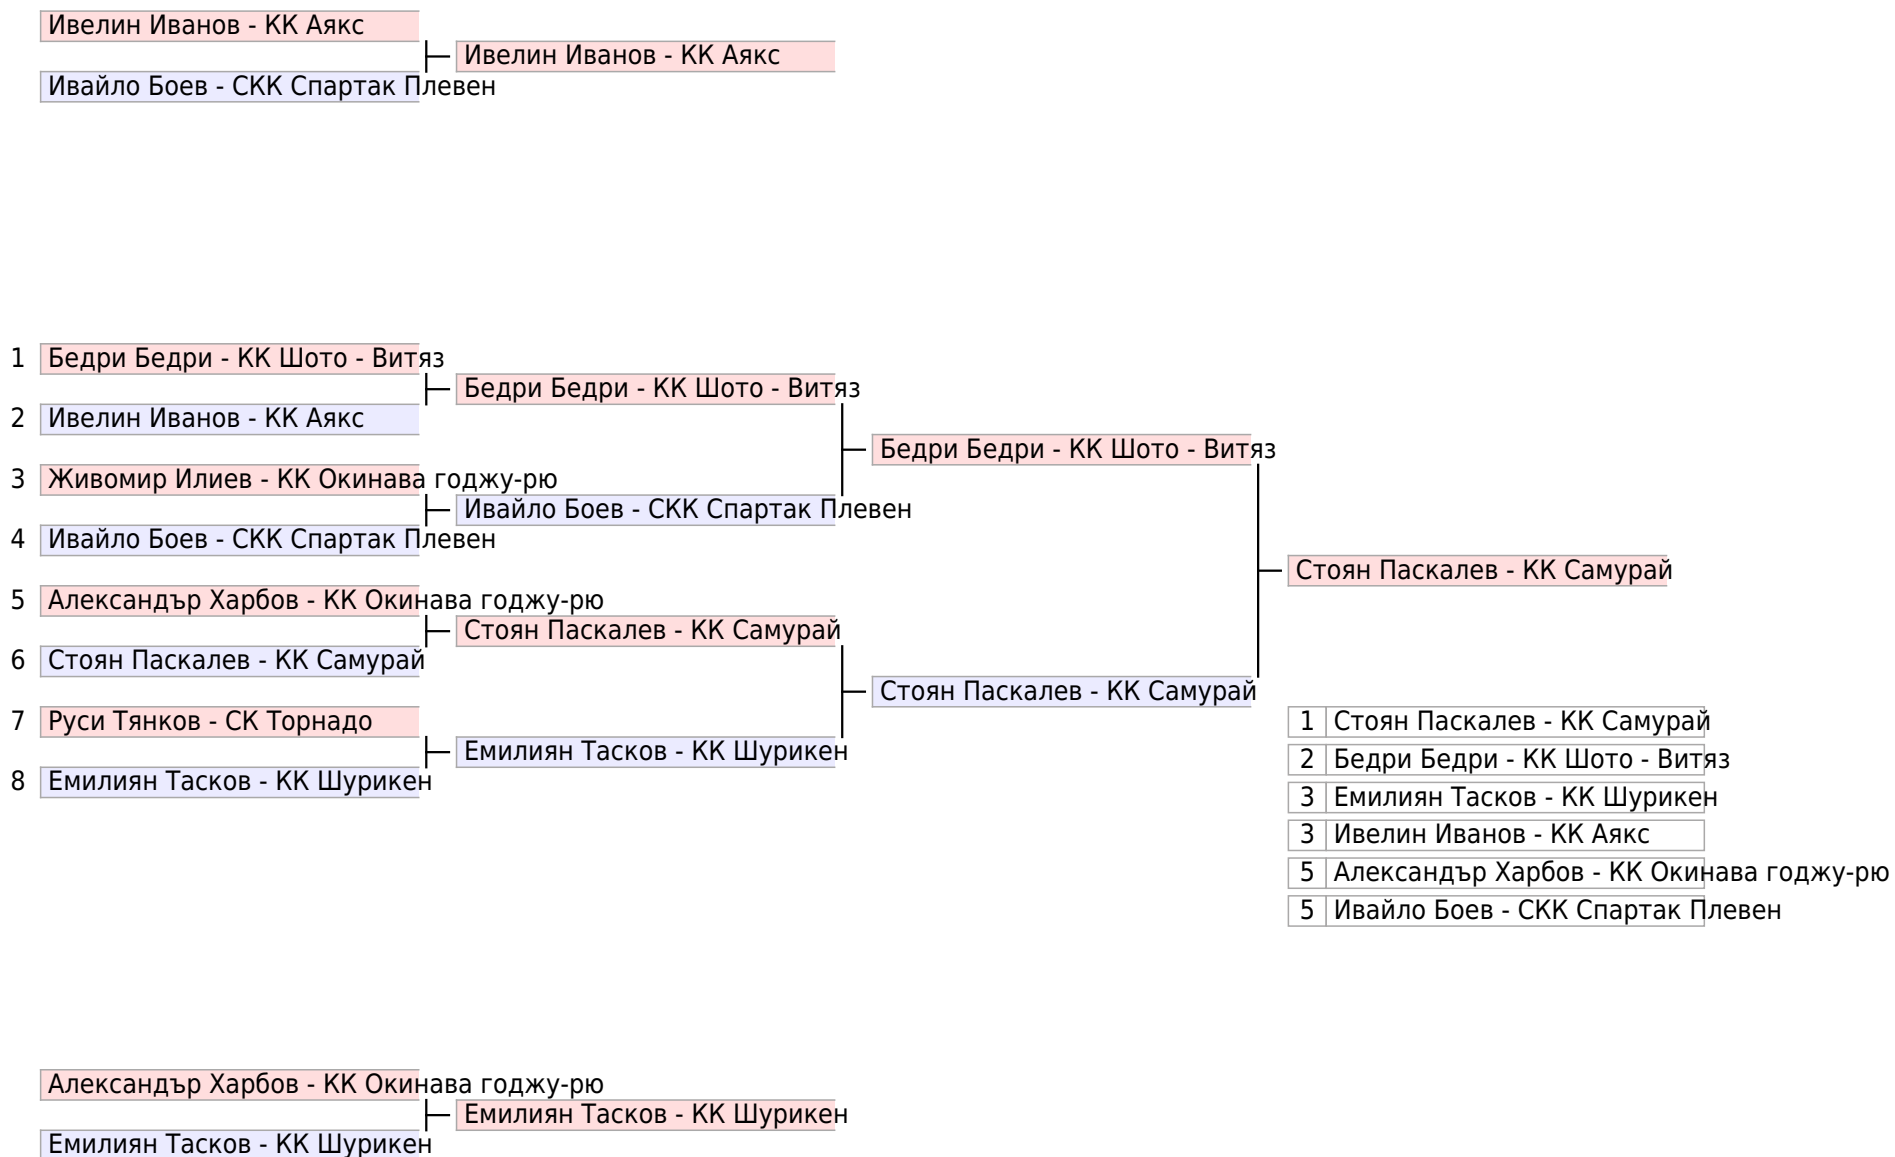 Ивелин Иванов - КК Аякс
Ивелин Иванов - КК Аякс
Ивайло Боев - СКК Спартак Плевен
1 Бедри Бедри - КК Шото - Витяз
Бедри Бедри - КК Шото - Витяз
2 Ивелин Иванов - КК Аякс
Бедри Бедри - КК Шото - Витяз
3 Живомир Илиев - КК Окинава годжу-рю
Ивайло Боев - СКК Спартак Плевен
4 Ивайло Боев - СКК Спартак Плевен
Стоян Паскалев - КК Самурай
5 Александър Харбов - КК Окинава годжу-рю
Стоян Паскалев - КК Самурай
6 Стоян Паскалев - КК Самурай
Стоян Паскалев - КК Самурай
7 Руси Тянков - СК Торнадо
Емилиян Тасков - КК Шурикен
8 Емилиян Тасков - КК Шурикен
1 Стоян Паскалев - КК Самурай
2 Бедри Бедри - КК Шото - Витяз
3 Емилиян Тасков - КК Шурикен
3 Ивелин Иванов - КК Аякс
5 Александър Харбов - КК Окинава годжу-рю
5 Ивайло Боев - СКК Спартак Плевен
Александър Харбов - КК Окинава годжу-рю
Емилиян Тасков - КК Шурикен
Емилиян Тасков - КК Шурикен